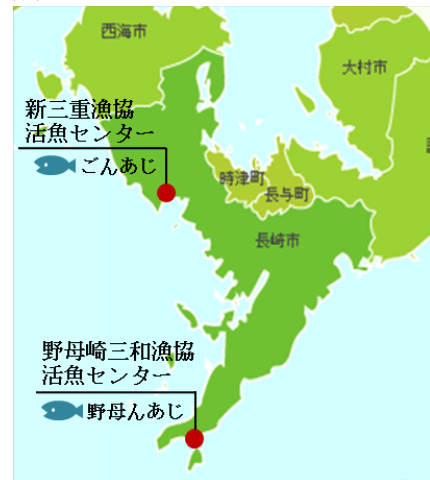 西海市
大村市
新三重漁協
活魚センター
ごんあじ
時津町
長与町
長崎市
野母崎三和漁協
活魚センター
野母んあじ